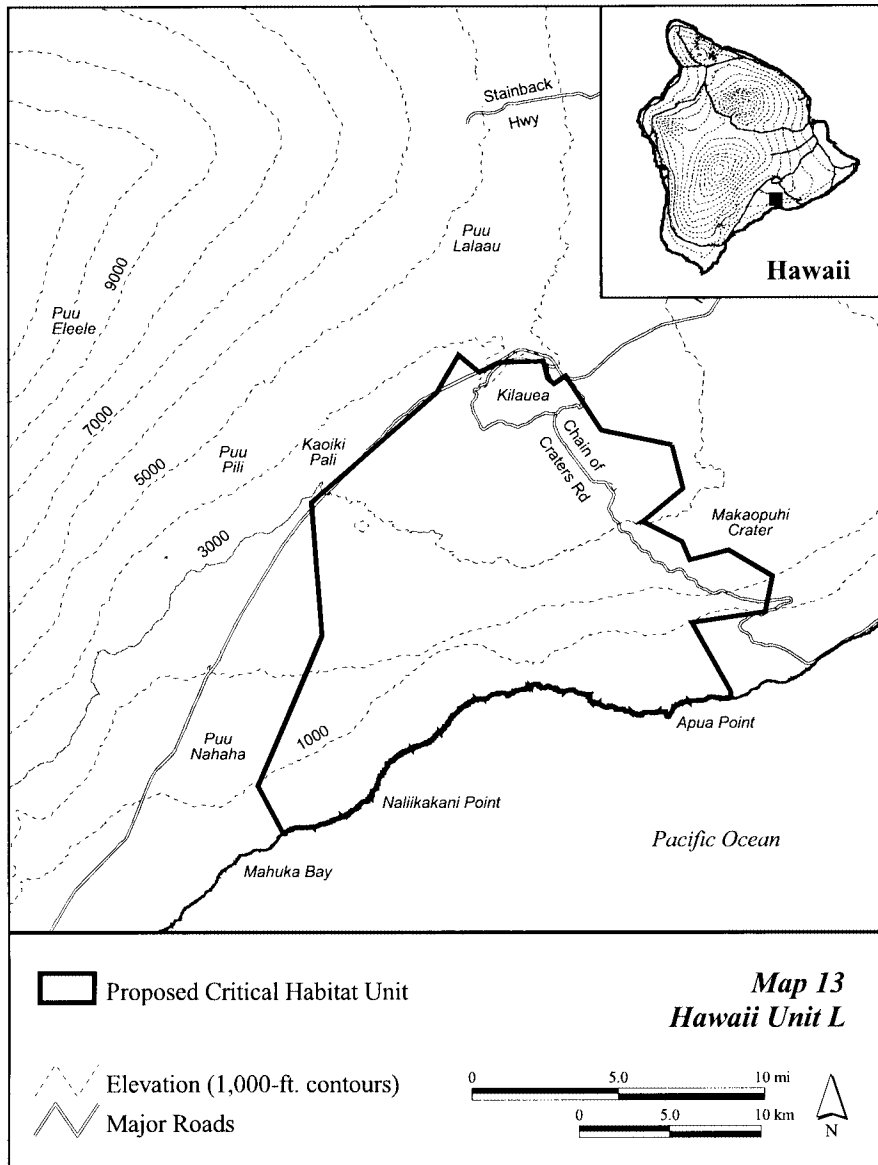 Stainback
Hwy
Hawaii
Puu
Lalaau
9000
Puu
Eleele
7000
Kilauea
Puu
Pili
Kaoiki
Pali
5000
Chain of
Craters Rd
3000
Makaopuhi
Crater
Puu
Nahaha
1000
Apua Point
Naliikakani Point
Pacific Ocean
Mahuka Bay
Proposed Critical Habitat Unit
Map 13
Hawaii Unit L
Elevation (1,000-ft. contours)
Major Roads
0 5.0 10 mi
0 5.0 10 km
N